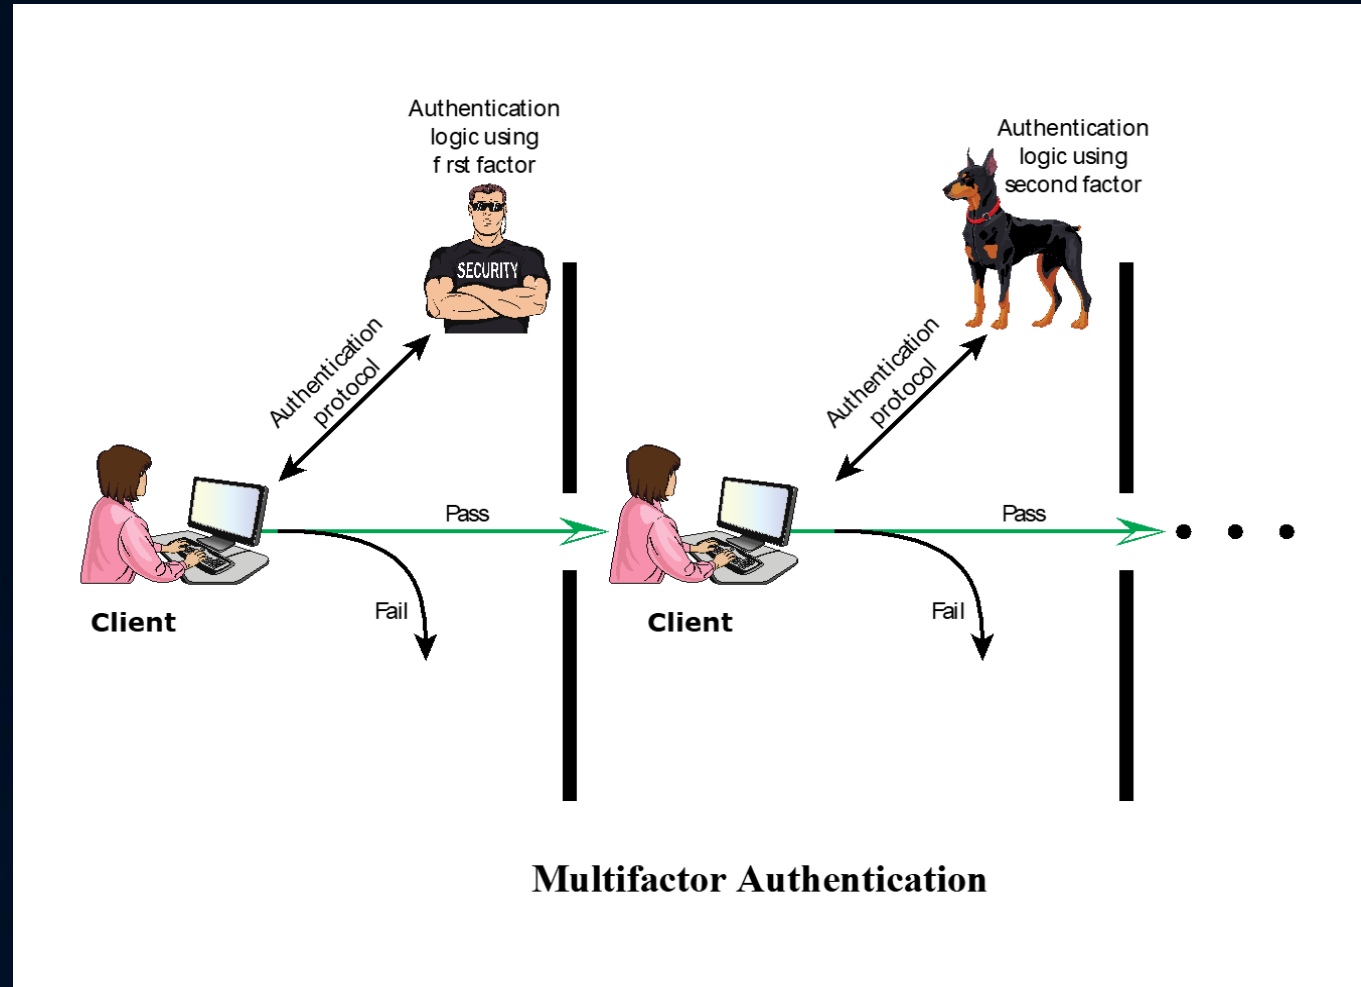 Authentication
logic using
f rst factor
SECURITY
Authentication
protocol
Pass
Fail
Client
Authentication
logic using
second factor
Authentication
protocol
Pass
Fail
Client
Multifactor Authentication